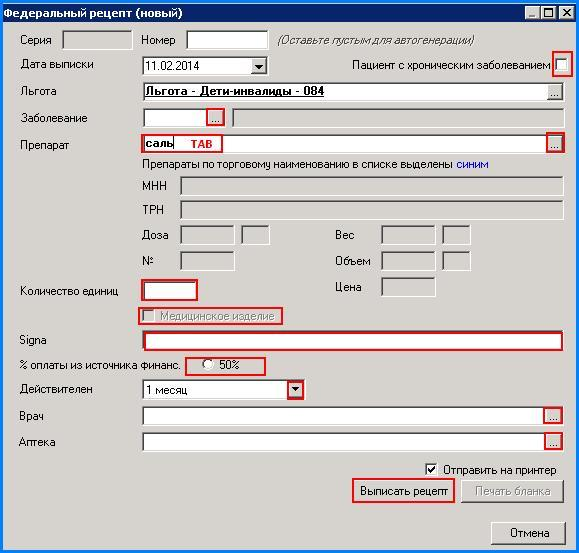 Федеральный рецепт (новый)
Серия Номер (Оставьте пустым для автогенерации)
Дата выписки 11.02.2014 Пациент с хроническим заболеванием
Льгота Льгота - Дети-инвалиды - 084 ...
Заболевание ...
Препарат саль TAB ...
Препараты по торговому наименованию в списке выделены синим
МНН
ТРН
Доза Вес
№ Объем
Количество единиц Цена
Медицинское изделие
Signa
% оплаты из источника финанс. 50%
Действителен 1 месяц
Врач ...
Аптека ...
Отправить на принтер
Выписать рецепт Печать бланка
Отмена